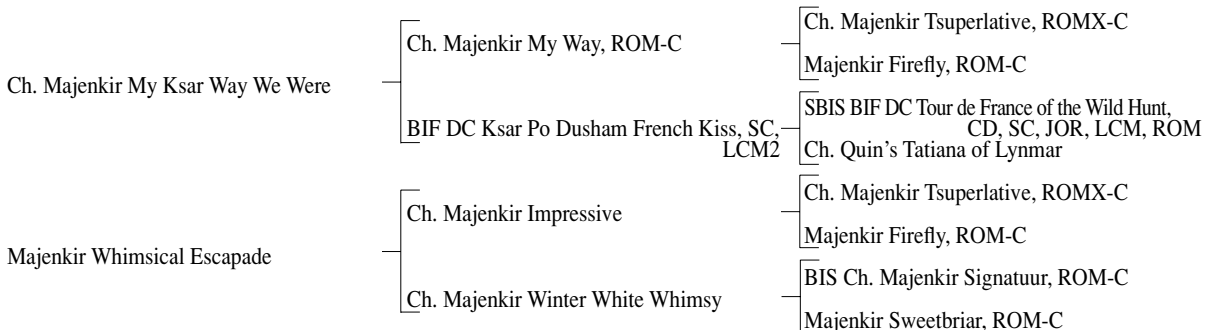 Ch. Majenkir My Ksar Way We Were
Ch. Majenkir My Way, ROM-C
Ch. Majenkir Tsuperlative, ROMX-C
Majenkir Firefly, ROM-C
BIF DC Ksar Po Dusham French Kiss, SC,
LCM2
SBIS BIF DC Tour de France of the Wild Hunt,
CD, SC, JOR, LCM, ROM
Ch. Quin's Tatiana of Lynmar
Majenkir Whimsical Escapade
Ch. Majenkir Impressive
Ch. Majenkir Tsuperlative, ROMX-C
Majenkir Firefly, ROM-C
Ch. Majenkir Winter White Whimsy
BIS Ch. Majenkir Signatuur, ROM-C
Majenkir Sweetbriar, ROM-C